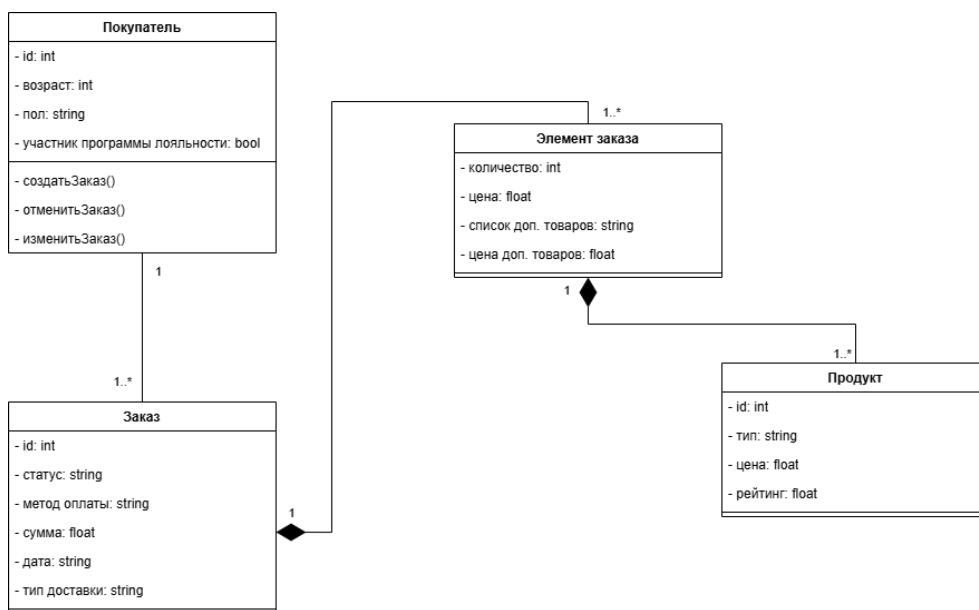 Покупатель
- id: int
- возраст: int
- пол: string
- участник программы лояльности: bool
- создатьЗаказ()
- отменитьЗаказ()
- изменитьЗаказ()
1
1..*
Заказ
- id: int
- статус: string
- метод оплаты: string
- сумма: float
- дата: string
- тип доставки: string
1
1..*
Элемент заказа
- количество: int
- цена: float
- список доп. товаров: string
- цена доп. товаров: float
1
1..*
Продукт
- id: int
- тип: string
- цена: float
- рейтинг: float